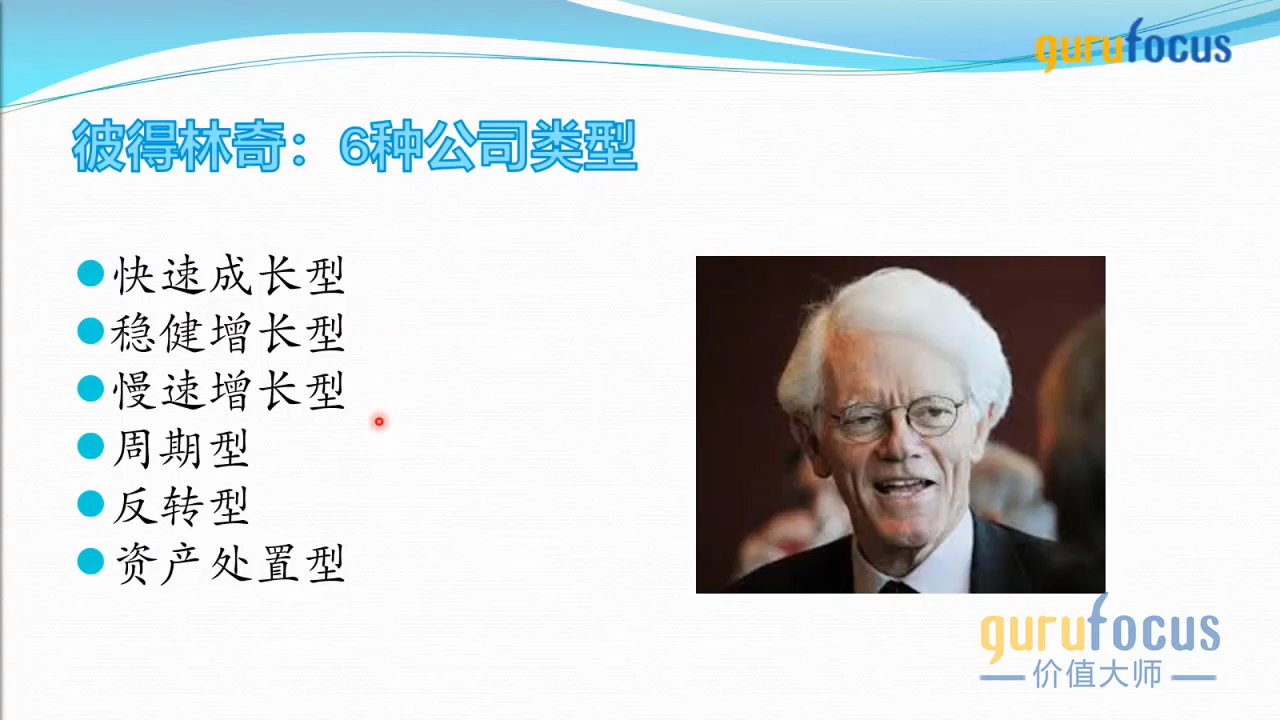 gurufocus
彼得林奇：6种公司类型
快速成长型
稳健增长型
慢速增长型
周期型
反转型
资产处置型
gurufocus
价值大师